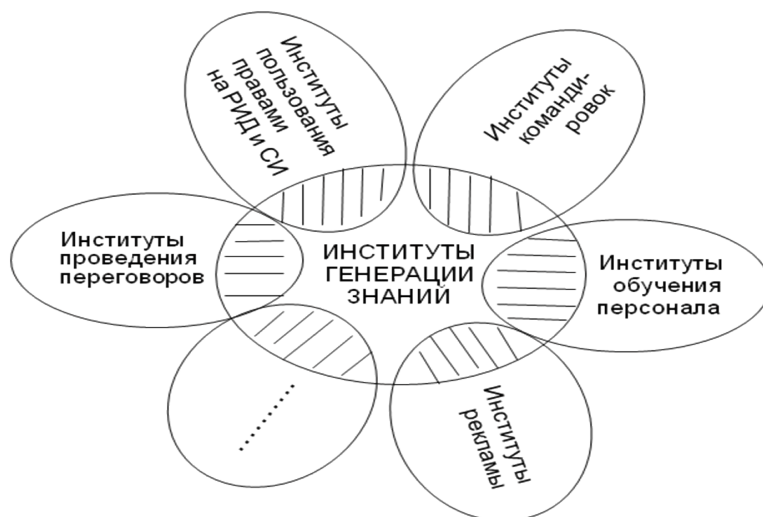 Институты
пользования
правами
на РИД и СИ
Институты
команди-
ровок
Институты
проведения
переговоров
ИНСТИТУТЫ
ГЕНЕРАЦИИ
ЗНАНИЙ
Институты
обучения
персонала
..........
Институты
рекламы